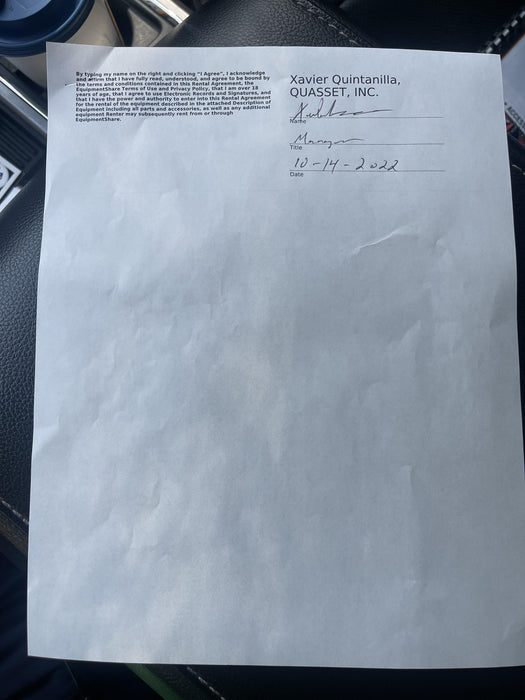 By typing my name on the right and clicking "I Agree", I acknowledge
and affirm that I have fully read, understood, and agree to be bound by
the terms and conditions contained in this Rental Agreement, the
EquipmentShare Terms of Use and Privacy Policy, that I am over 18
years of age, that I agree to use Electronic Records and Signatures, and
that I have the power and authority to enter into this Rental Agreement
for the rental of the equipment described in the attached Description of
Equipment including all parts and accessories, as well as any additional
equipment Renter may subsequently rent from or through
EquipmentShare.
Xavier Quintanilla,
QUASSET, INC.
Name
Manager
Title
10-14-2022
Date